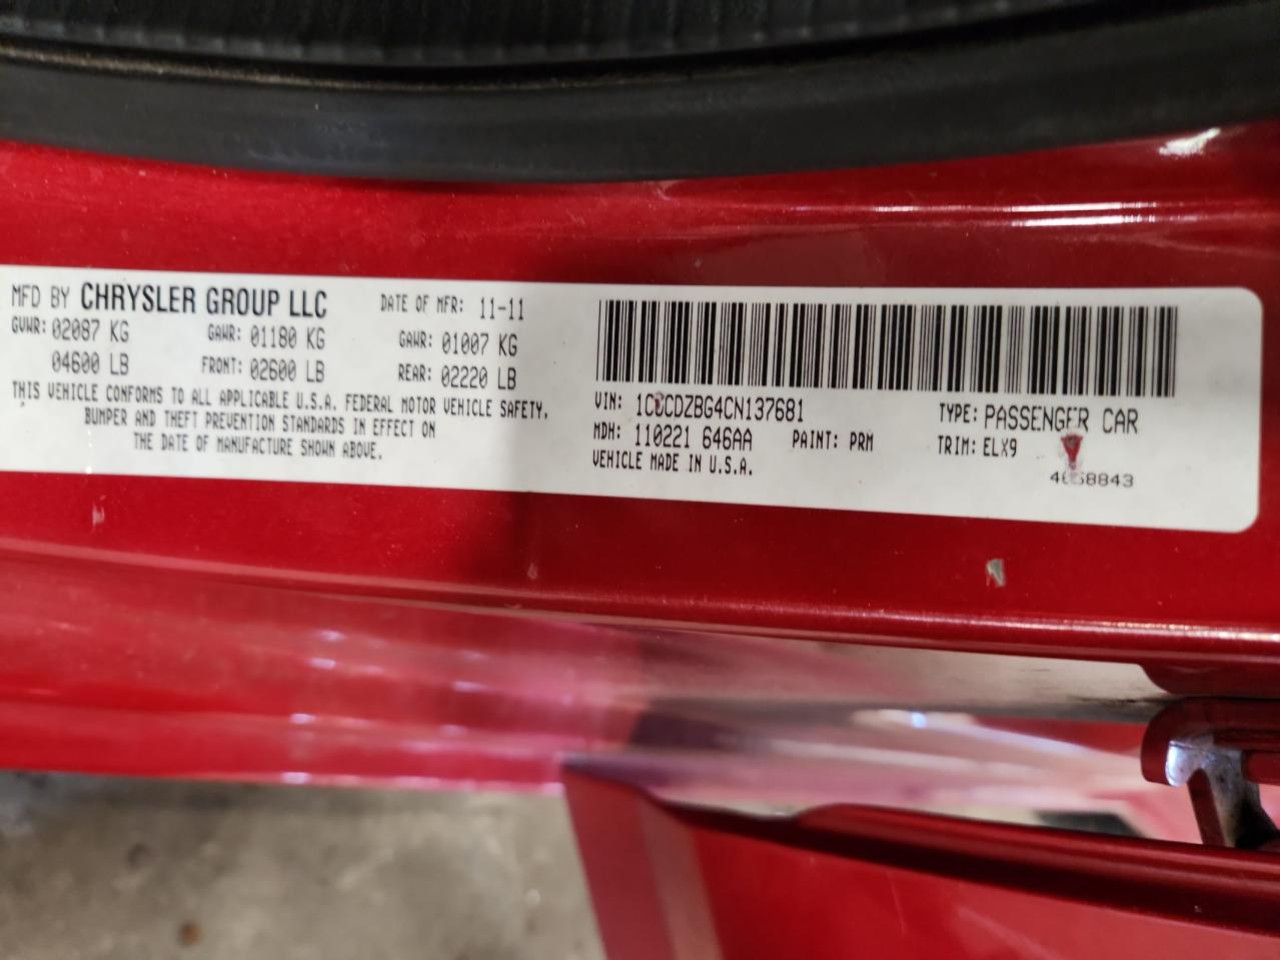 MFD BY CHRYSLER GROUP LLC DATE OF MFR: 11-11
GVWR: 02087 KG GAWR: 01180 KG GAWR: 01007 KG
04600 LB FRONT: 02600 LB REAR: 02220 LB
THIS VEHICLE CONFORMS TO ALL APPLICABLE U.S.A. FEDERAL MOTOR VEHICLE SAFETY,
BUMPER AND THEFT PREVENTION STANDARDS IN EFFECT ON
THE DATE OF MANUFACTURE SHOWN ABOVE.
VIN: 1C3CDZBG4CN137681 TYPE: PASSENGER CAR
MDH: 110221 646AA PAINT: PRM TRIM: ELX9
VEHICLE MADE IN U.S.A.